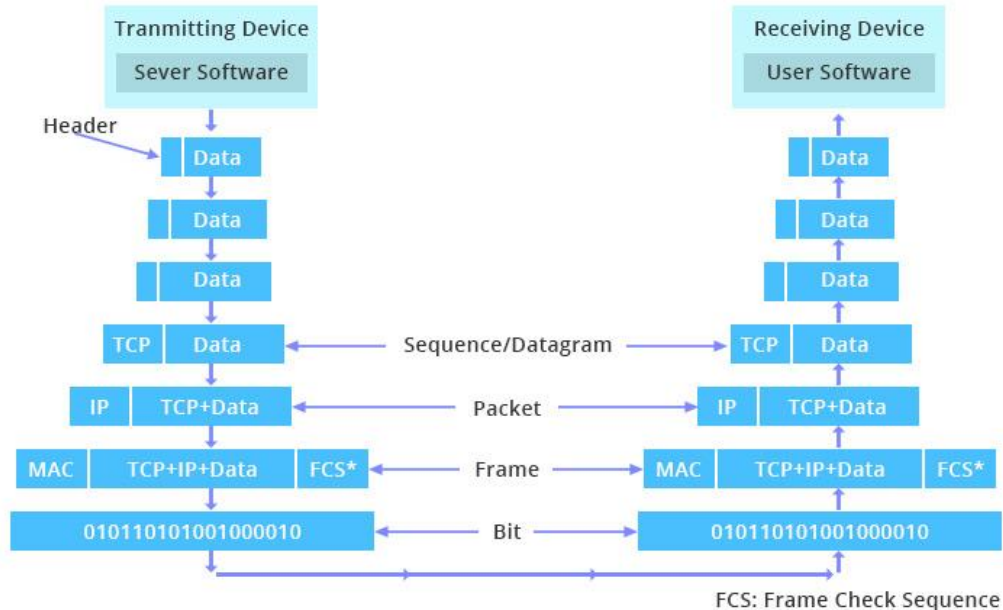 Tranmitting Device
Sever Software
Receiving Device
User Software
Header
Data
Data
Data
Data
Data
Data
TCP Data
Sequence/Datagram
TCP Data
IP TCP+Data
Packet
IP TCP+Data
MAC TCP+IP+Data FCS*
Frame
MAC TCP+IP+Data FCS*
010110101001000010
Bit
010110101001000010
FCS: Frame Check Sequence